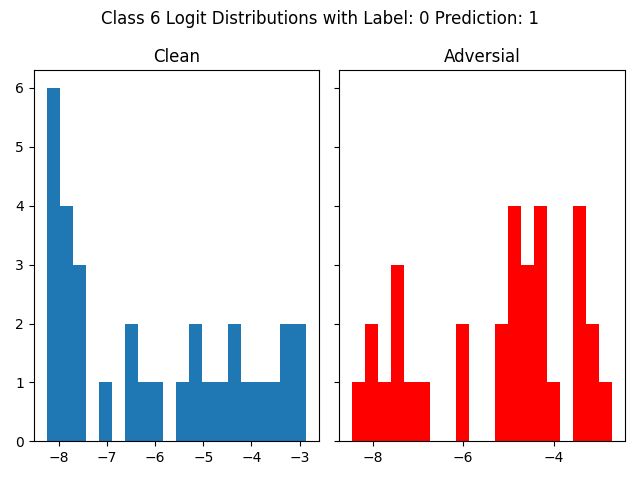 Class 6 Logit Distributions with Label: 0 Prediction: 1
Clean
Adversial
6
5
4
3
2
1
0
−8 −7 −6 −5 −4 −3
−8 −6 −4